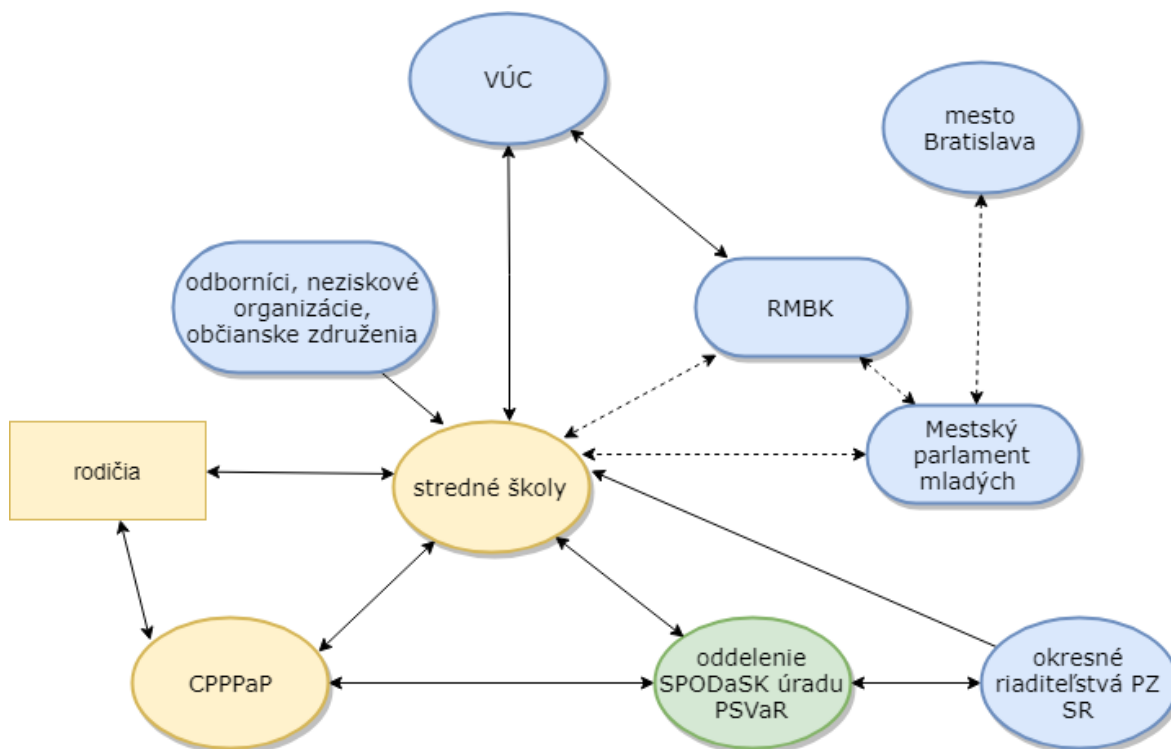 VÚC
mesto
Bratislava
odborníci, neziskové
organizácie,
občianske združenia
RMBK
Mestský
parlament
mladých
rodičia
stredné školy
CPPPaP
oddelenie
SPODaSK úradu
PSVaR
okresné
riaditeľstvá PZ
SR